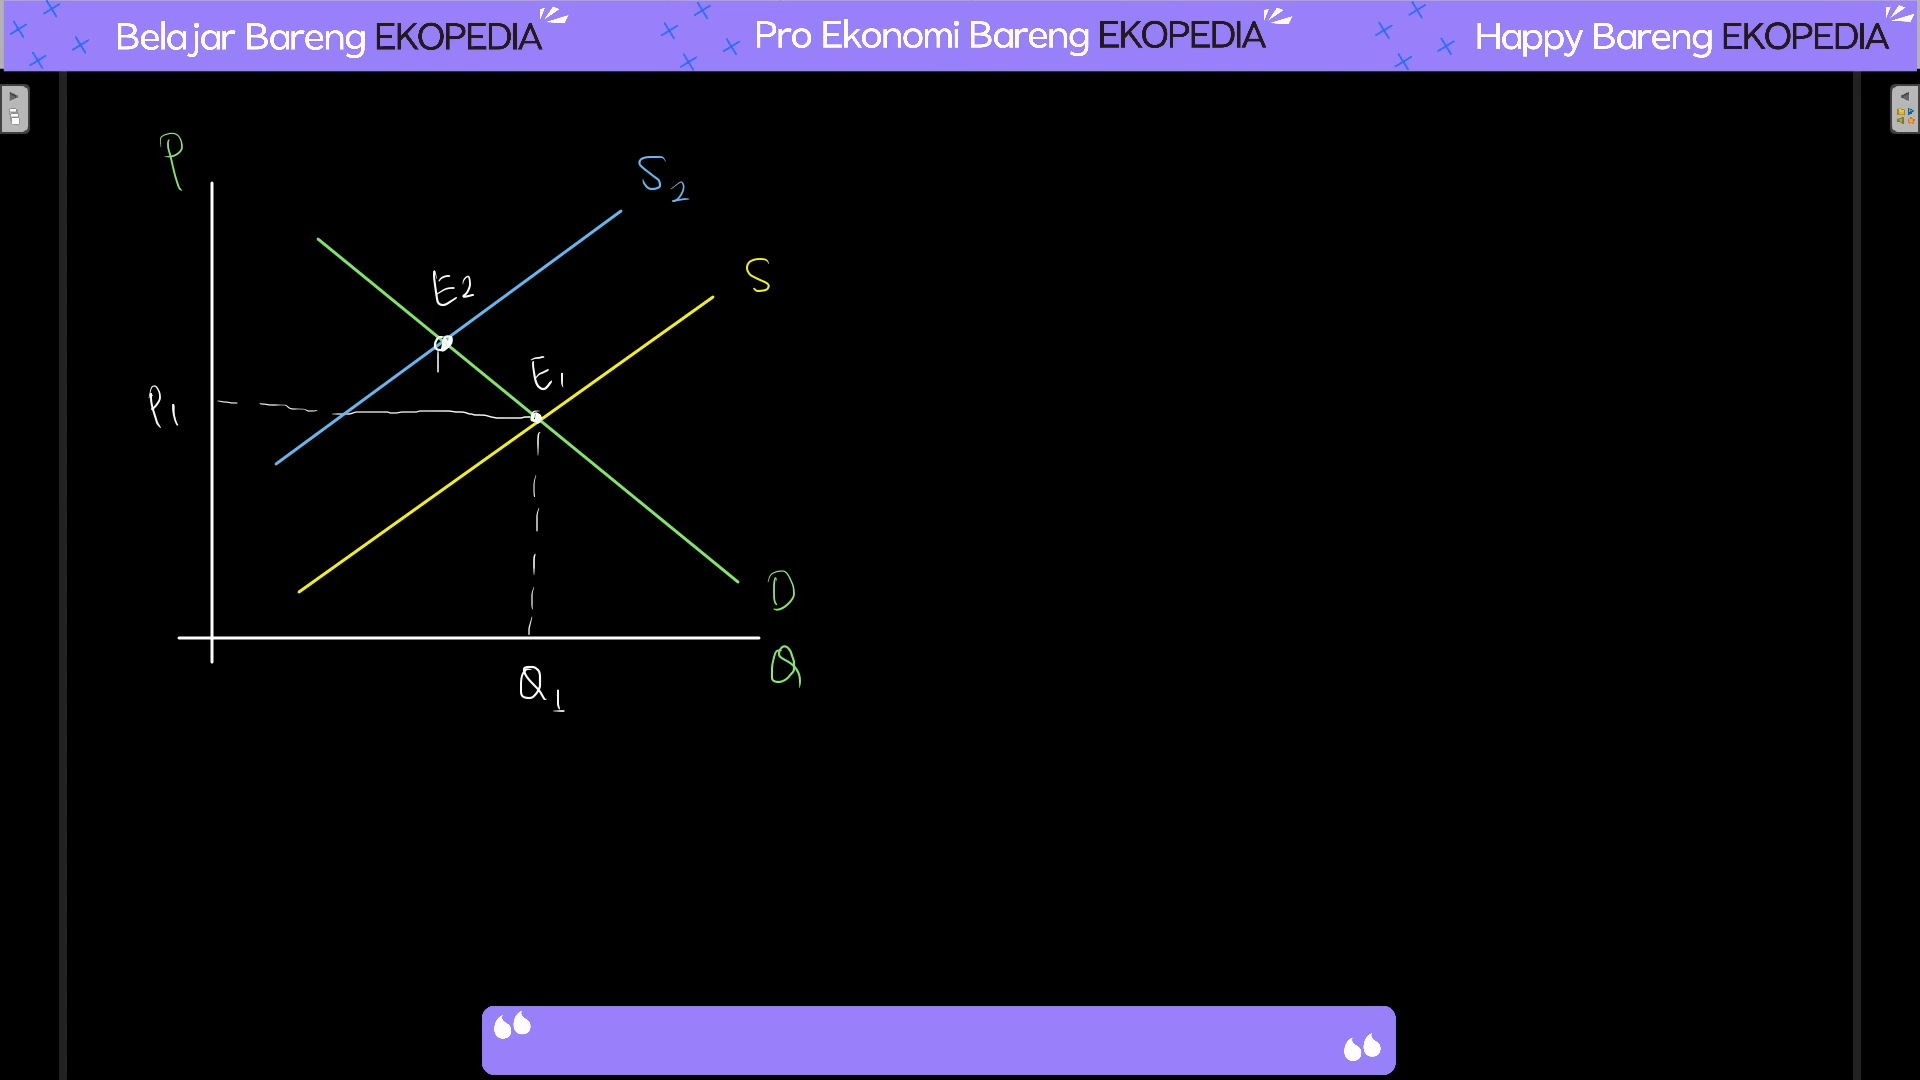 Belajar Bareng EKOPEDIA
Pro Ekonomi Bareng EKOPEDIA
Happy Bareng EKOPEDIA
P
S2
S
E2
E1
P1
D
Q
Q1